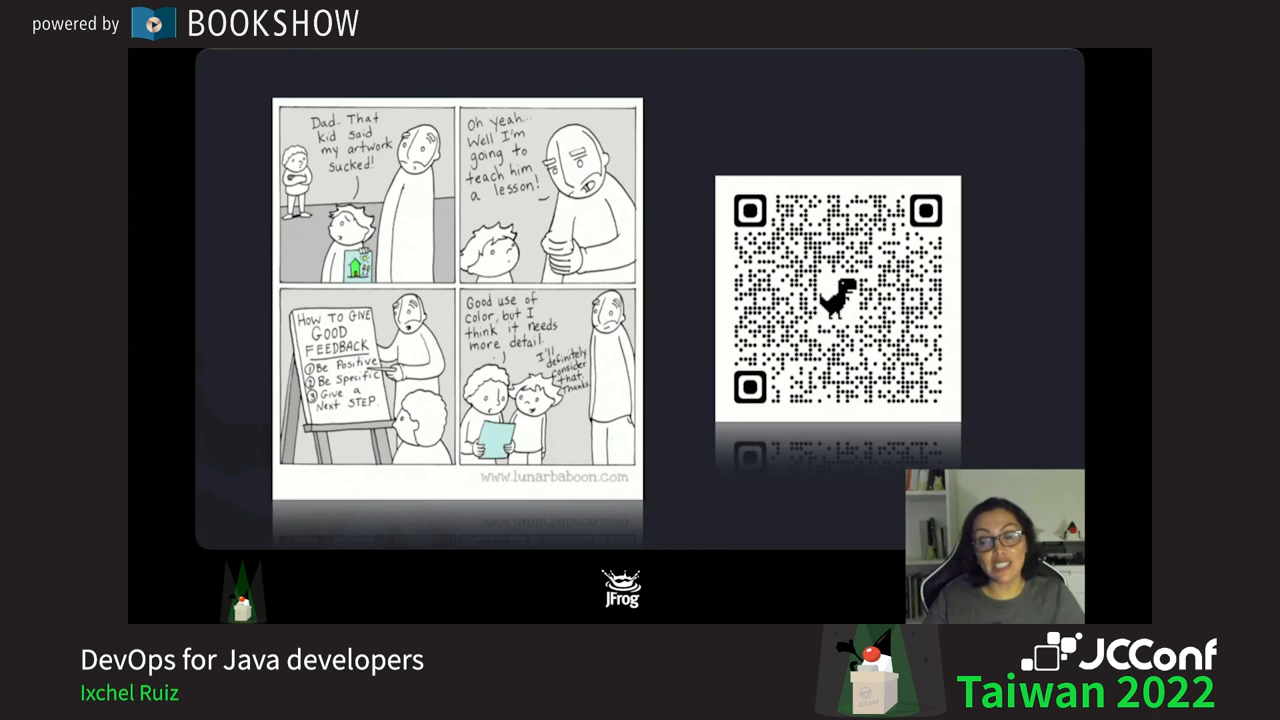 powered by
BOOKSHOW
Dad.. That
kid said
my artwork
sucked!
Oh yeah...
Well I'm
going to
teach him
a lesson!
HOW TO GIVE
GOOD
FEEDBACK
① Be Positive
② Be Specific
③ Give a
Next STEP.
Good use of
color, but I
think it needs
more detail.
I'll
definitely
consider
that.
Thanks.
www.lunarbaboon.com
JFrog
DevOps for Java developers
Ixchel Ruiz
JCConf
JCConf
Taiwan 2022